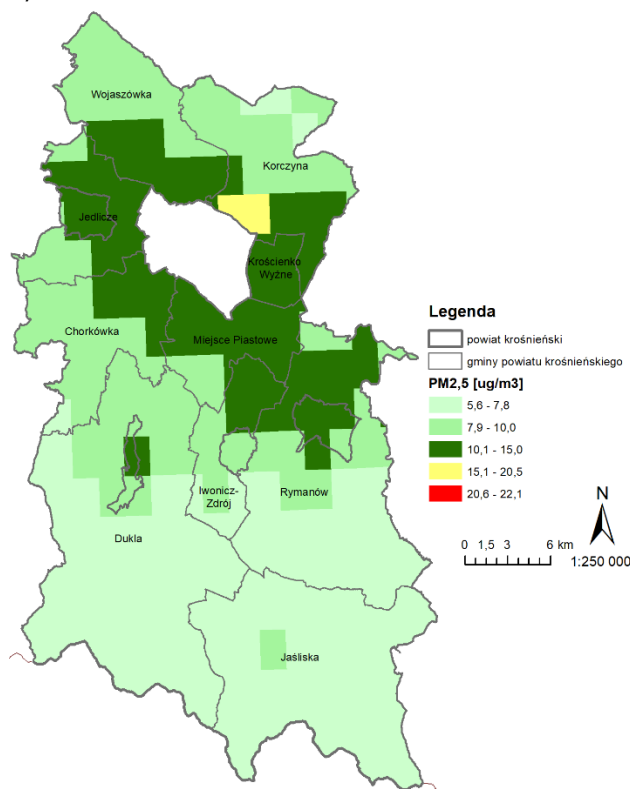 Wojaszówka
Korczyna
Jedlicze
Krościenko
Wyżne
Chorkówka
Miejsce Piastowe
Iwonicz-
Zdrój
Rymanów
Dukla
Jaśliska
Legenda
powiat krośnieński
gminy powiatu krośnieńskiego
PM2,5 [ug/m3]
5,6 - 7,8
7,9 - 10,0
10,1 - 15,0
15,1 - 20,5
20,6 - 22,1
N
0 1,5 3 6 km
1:250 000